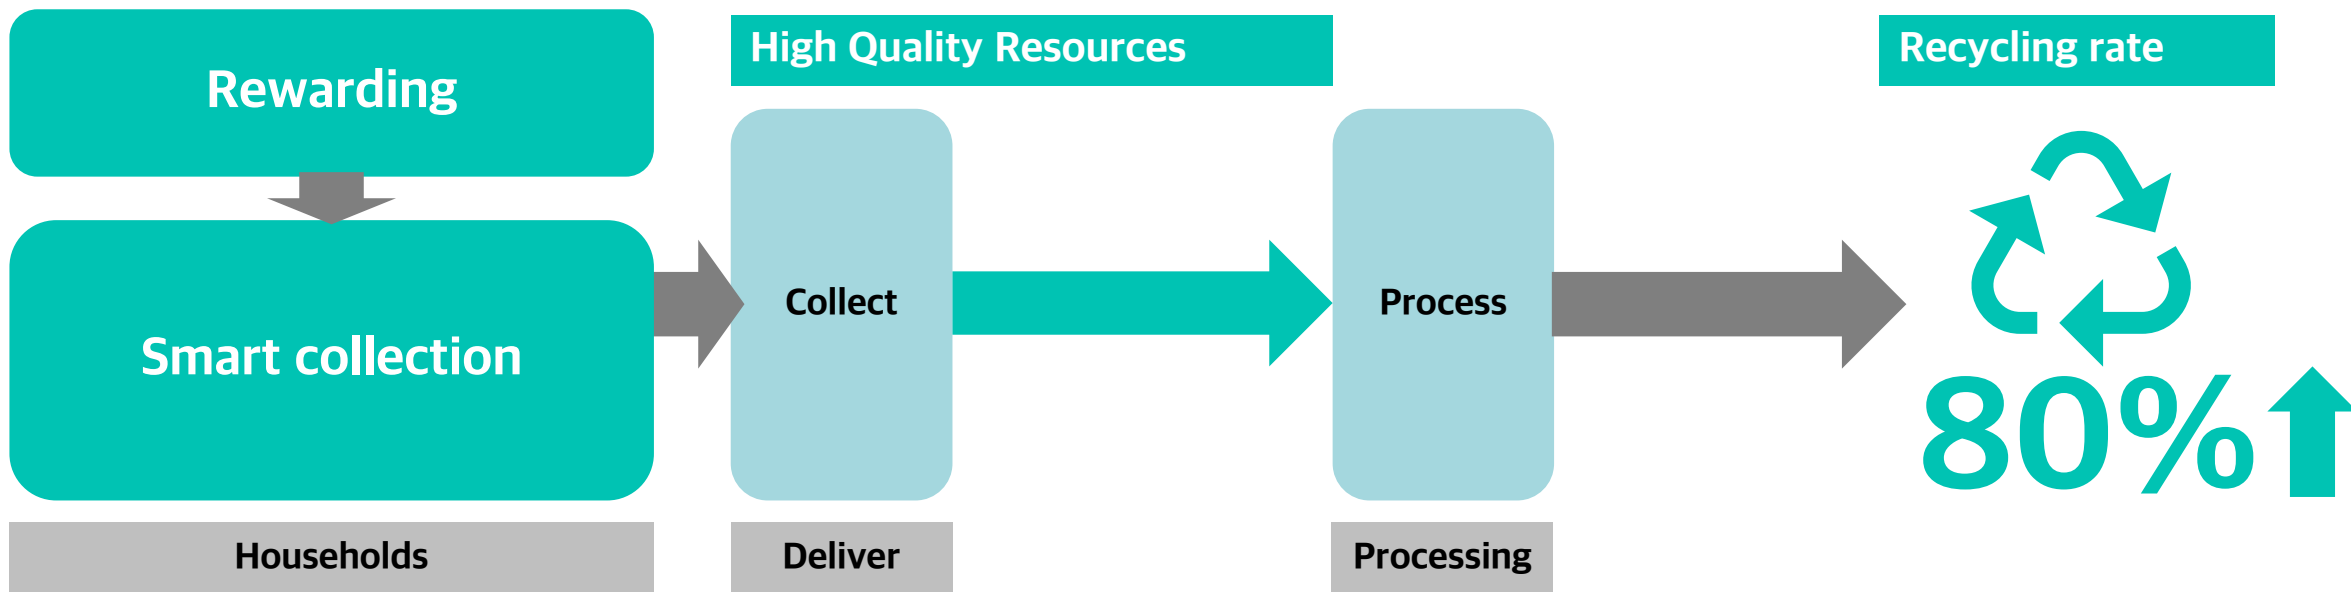 Rewarding
Smart collection
Households
High Quality Resources
Collect
Deliver
Process
Processing
Recycling rate
80%